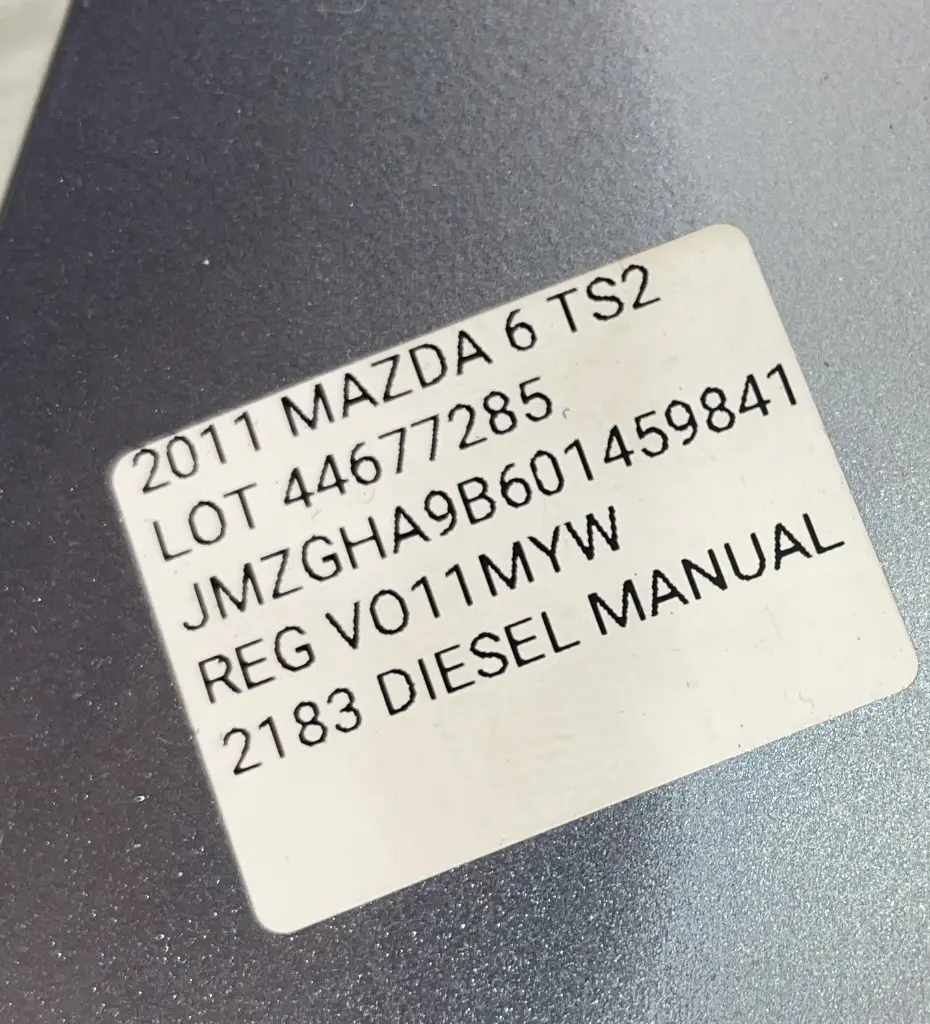 2011 MAZDA 6 TS2
LOT 44677285
JMZGHA9B601459841
REG VO11MYW
2183 DIESEL MANUAL